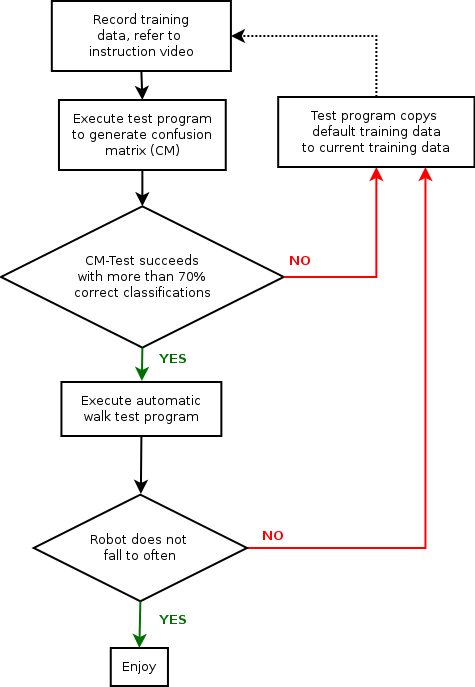 Record training
data, refer to
instruction video
Execute test program
to generate confusion
matrix (CM)
Test program copys
default training data
to current training data
CM-Test succeeds
with more than 70%
correct classifications
NO
YES
Execute automatic
walk test program
Robot does not
fall to often
NO
YES
Enjoy